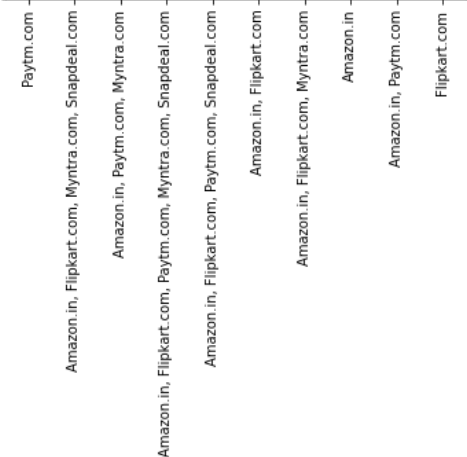 Paytm.com
Amazon.in, Flipkart.com, Myntra.com, Snapdeal.com
Amazon.in, Paytm.com, Myntra.com
Amazon.in, Flipkart.com, Paytm.com, Myntra.com, Snapdeal.com
Amazon.in, Flipkart.com, Paytm.com, Snapdeal.com
Amazon.in, Flipkart.com
Amazon.in, Flipkart.com, Myntra.com
Amazon.in
Amazon.in, Paytm.com
Flipkart.com